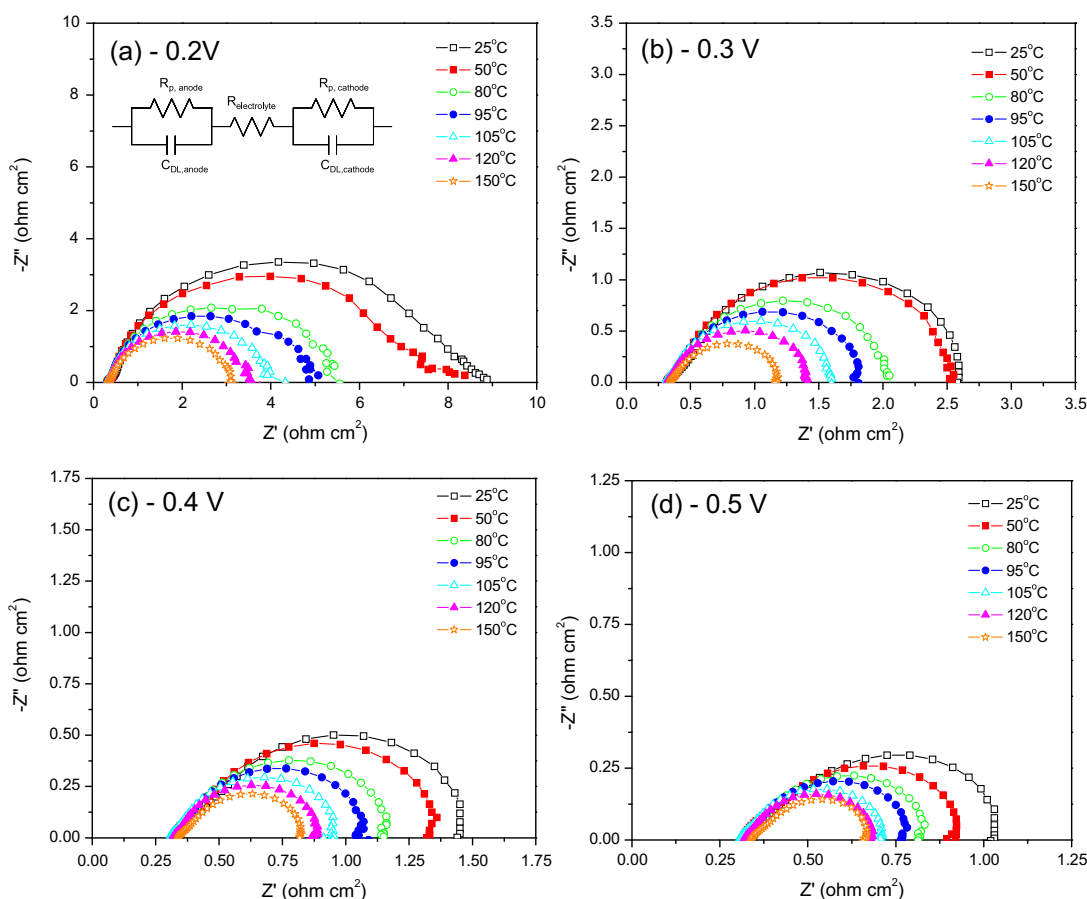 (a) - 0.2V
R_p, anode
R_electrolyte
R_p, cathode
C_DL,anode
C_DL,cathode
25°C
50°C
80°C
95°C
105°C
120°C
150°C
10
8
6
4
2
0
-Z" (ohm cm²)
0 2 4 6 8 10
Z' (ohm cm²)
(b) - 0.3 V
25°C
50°C
80°C
95°C
105°C
120°C
150°C
3.5
3.0
2.5
2.0
1.5
1.0
0.5
0.0
-Z" (ohm cm²)
0.0 0.5 1.0 1.5 2.0 2.5 3.0 3.5
Z' (ohm cm²)
(c) - 0.4 V
25°C
50°C
80°C
95°C
105°C
120°C
150°C
1.75
1.50
1.25
1.00
0.75
0.50
0.25
0.00
-Z" (ohm cm²)
0.00 0.25 0.50 0.75 1.00 1.25 1.50 1.75
Z' (ohm cm²)
(d) - 0.5 V
25°C
50°C
80°C
95°C
105°C
120°C
150°C
1.25
1.00
0.75
0.50
0.25
0.00
-Z" (ohm cm²)
0.00 0.25 0.50 0.75 1.00 1.25
Z' (ohm cm²)